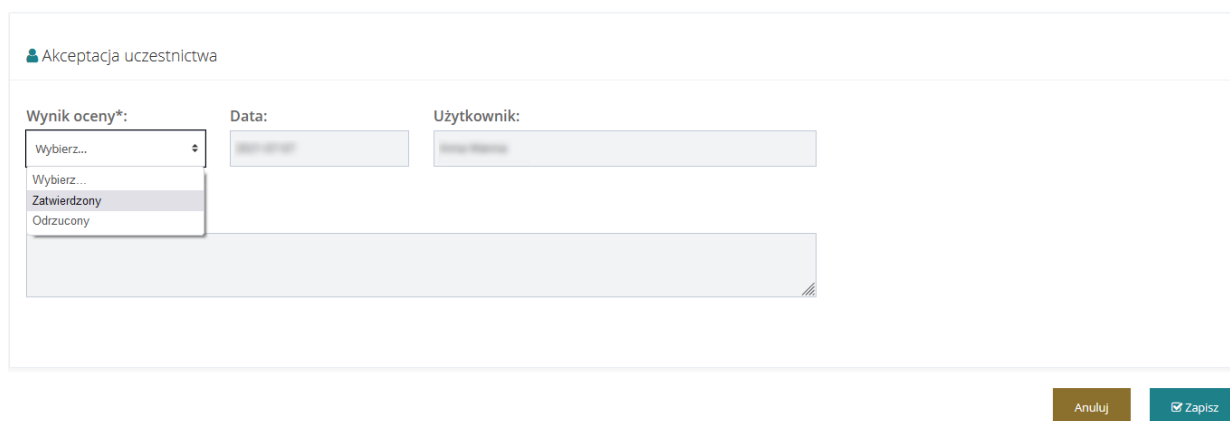 Akceptacja uczestnictwa
Wynik oceny*: Data: Użytkownik:
Wybierz...
Wybierz...
Zatwierdzony
Odrzucony
Anuluj Zapisz